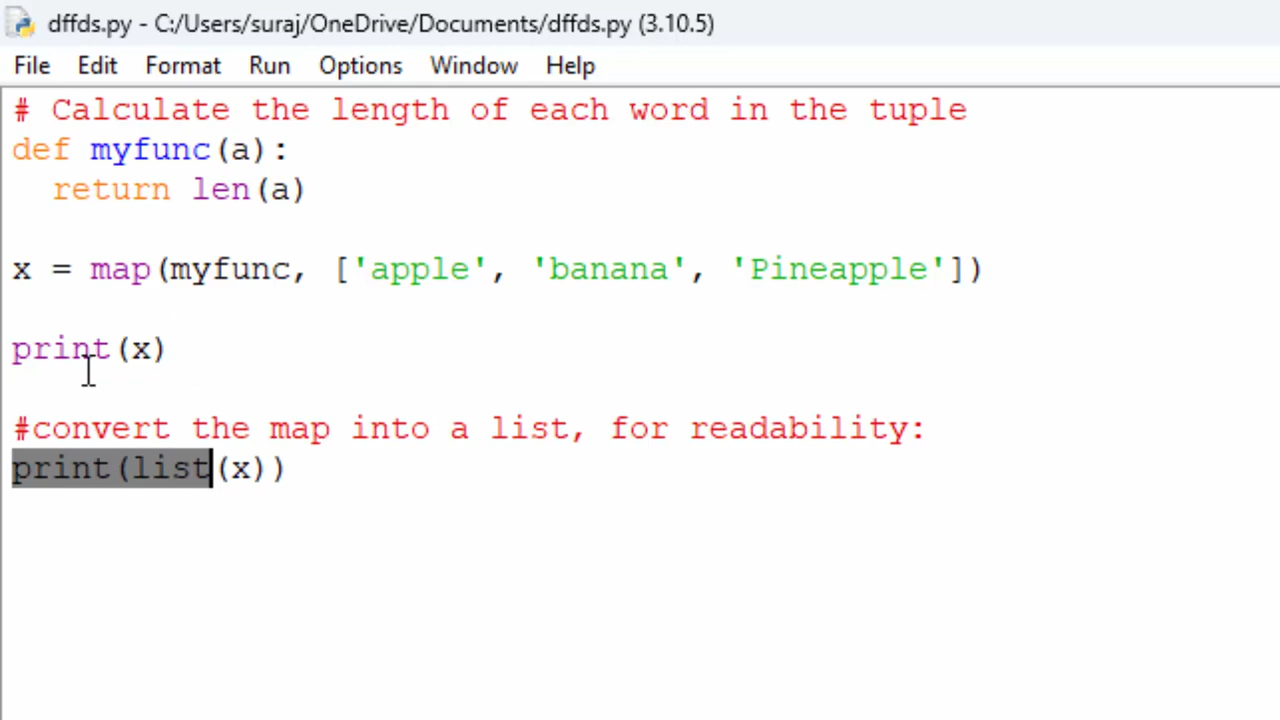 dffds.py - C:/Users/suraj/OneDrive/Documents/dffds.py (3.10.5)
File Edit Format Run Options Window Help
# Calculate the length of each word in the tuple
def myfunc(a):
  return len(a)
x = map(myfunc, ['apple', 'banana', 'Pineapple'])
print(x)
#convert the map into a list, for readability:
print(list(x))